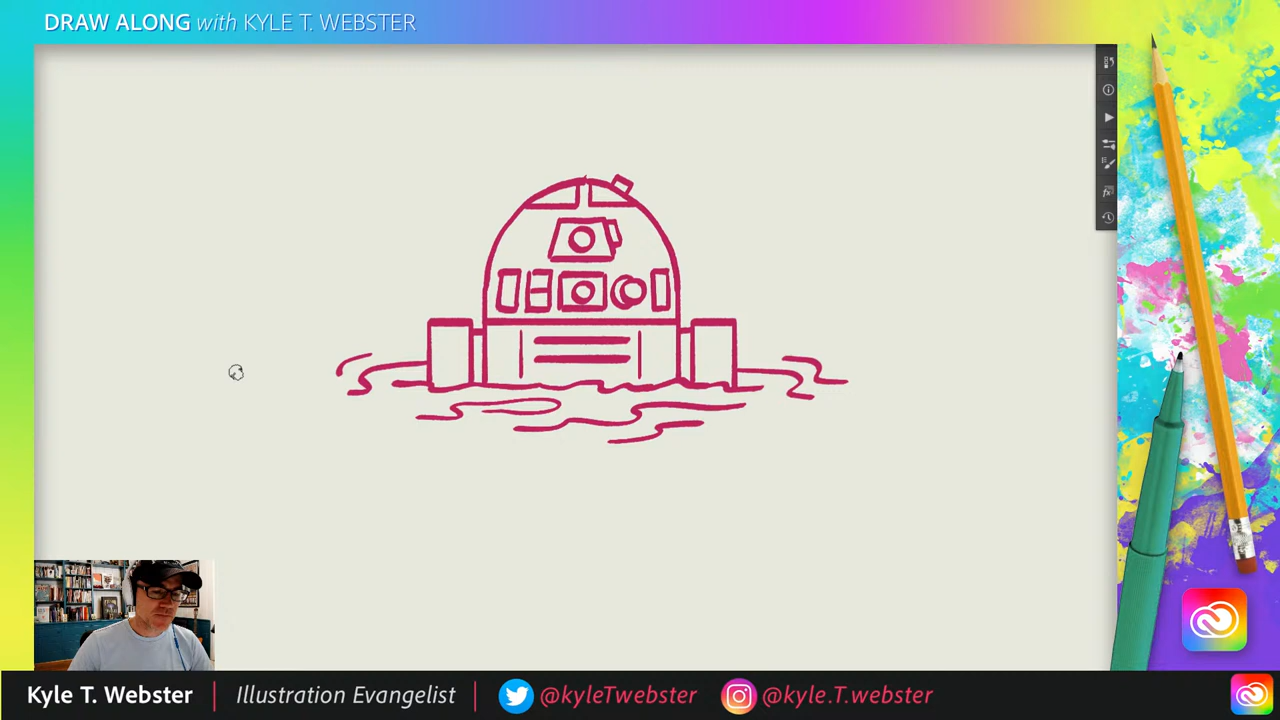 DRAW ALONG with KYLE T. WEBSTER
Kyle T. Webster | Illustration Evangelist | @kyleTwebster @kyle.T.webster